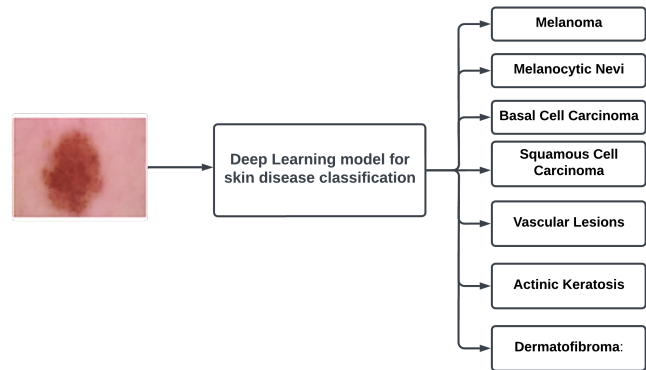 Melanoma
Melanocytic Nevi
Basal Cell Carcinoma
Deep Learning model for
skin disease classification
Squamous Cell
Carcinoma
Vascular Lesions
Actinic Keratosis
Dermatofibroma: